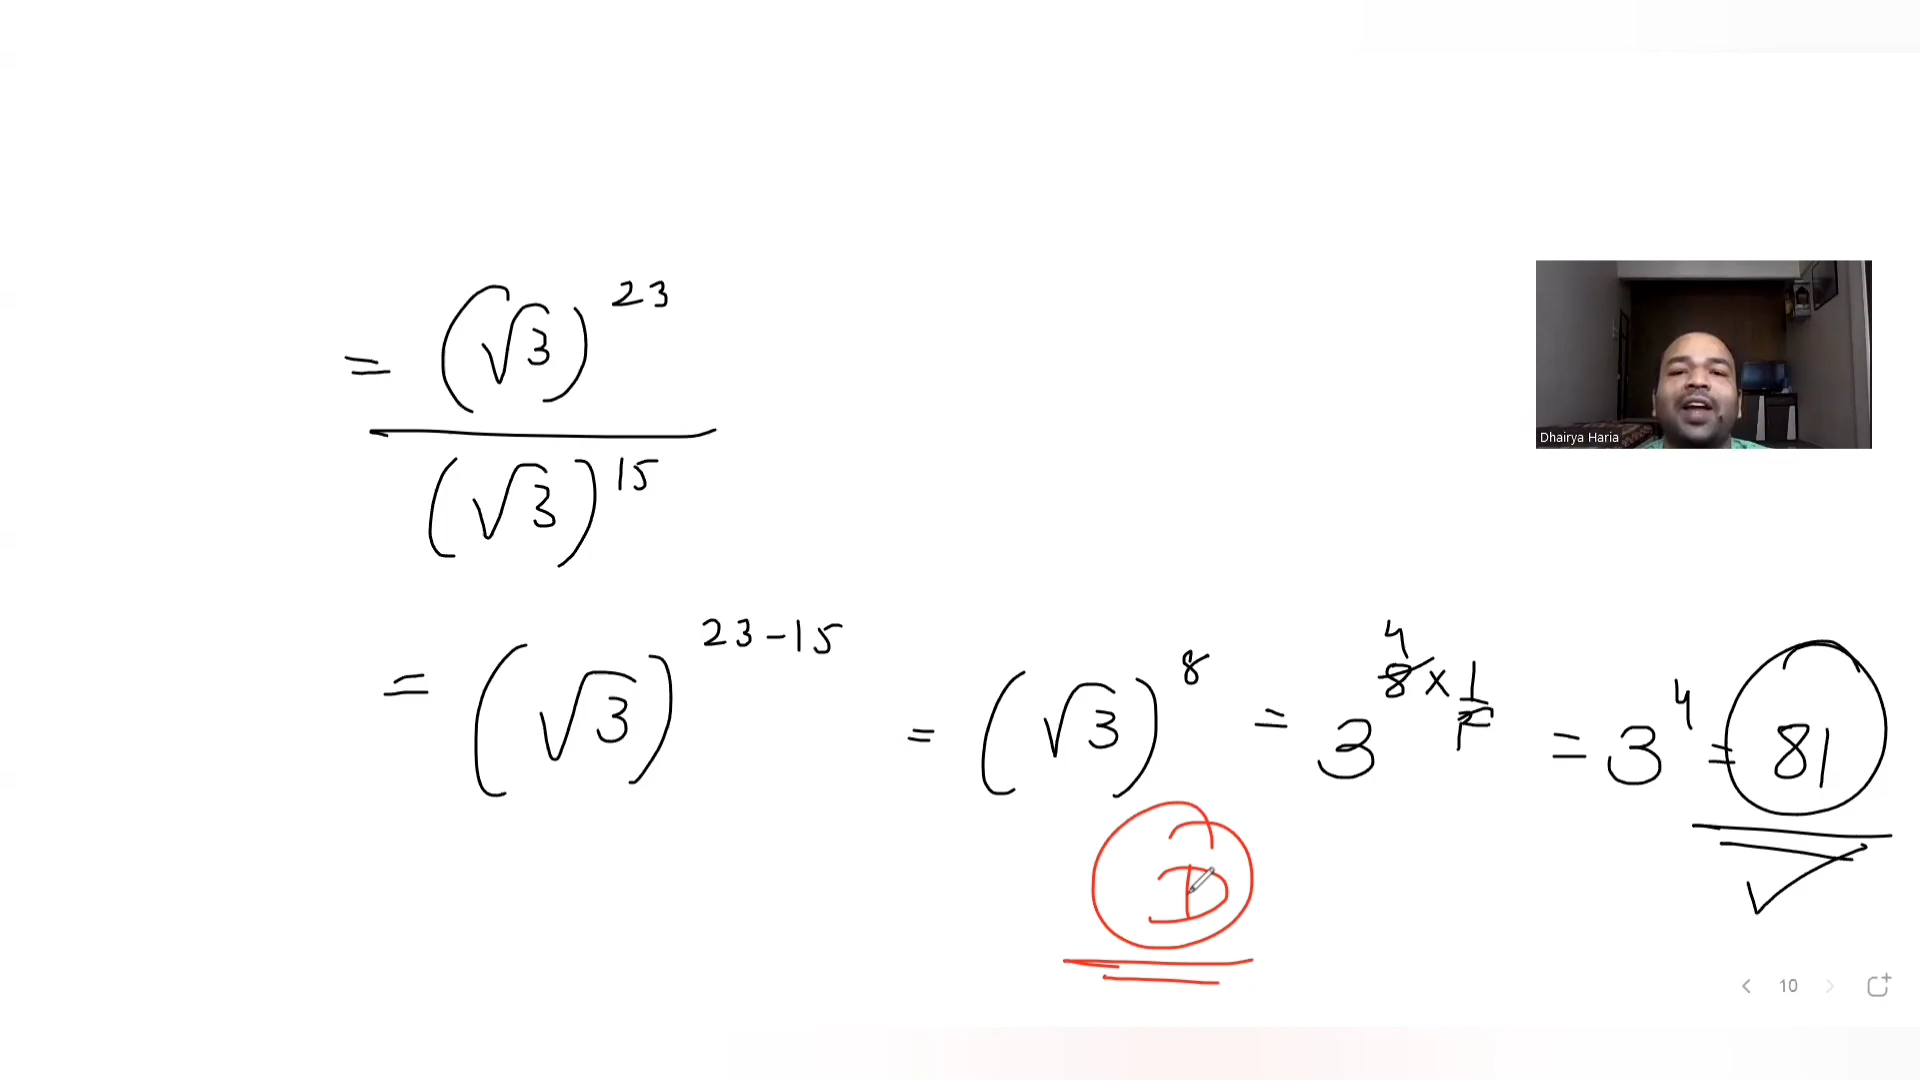 = (√3)^23
(√3)^15
Dhairya Haria
= (√3)^23-15 = (√3)^8 = 3^8×1/2 4 = 3^4 = 81
D
10